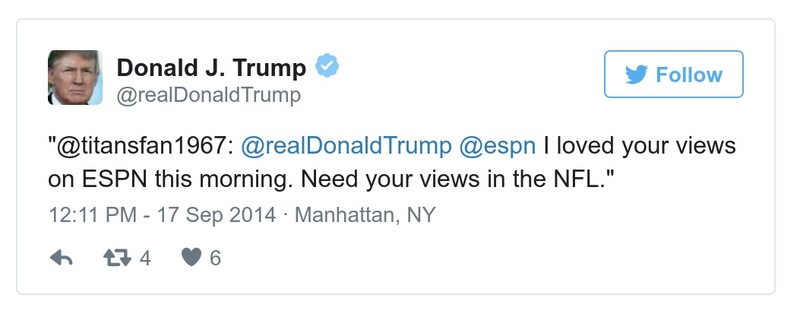 Donald J. Trump
@realDonaldTrump
Follow
"@titansfan1967: @realDonaldTrump @espn I loved your views
on ESPN this morning. Need your views in the NFL."
12:11 PM - 17 Sep 2014 · Manhattan, NY
4 6